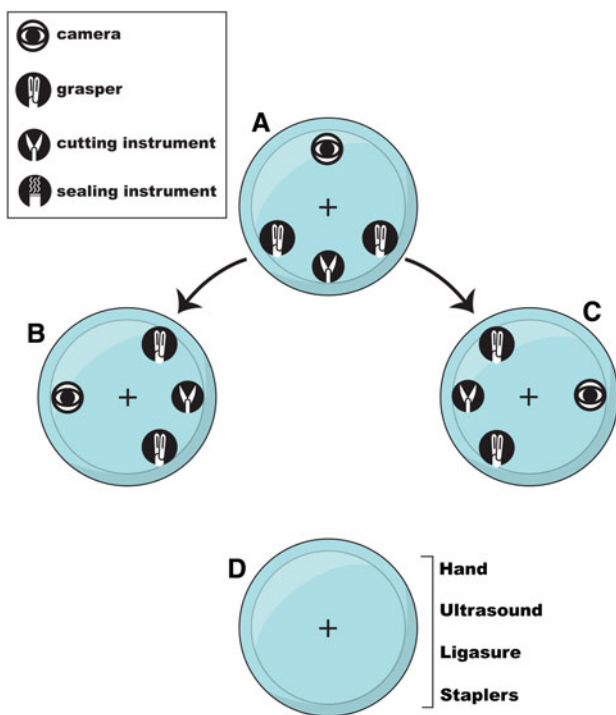 camera
grasper
cutting instrument
sealing instrument
A
B
C
D
Hand
Ultrasound
Ligasure
Staplers